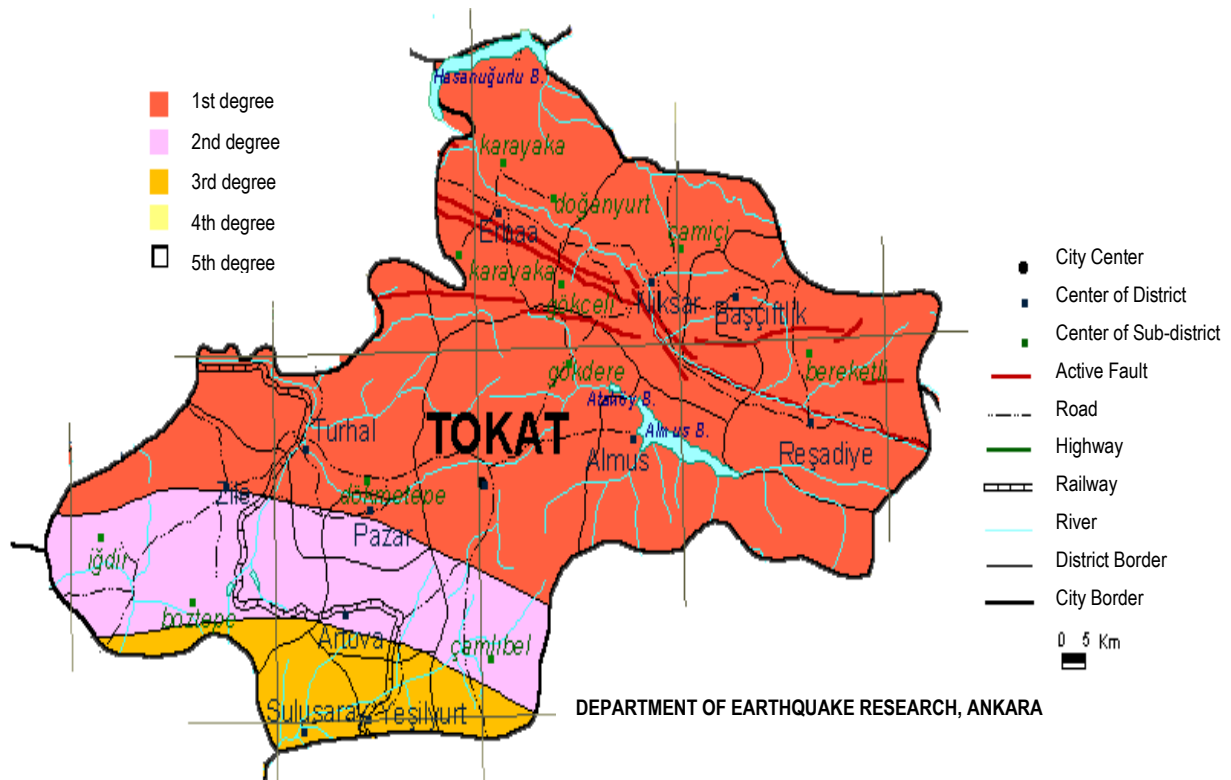 Hasanuğurlu B.
1st degree
2nd degree
3rd degree
4th degree
5th degree
karayaka
doğanyurt
Erbaa
çamiçi
karayaka
gökçeli
Niksar
Başçiftlik
gökdere
bereketli
Ataköy B.
Almus B.
Turhal
TOKAT
Almus
Reşadiye
Zile
dökmetepe
Pazar
iğdir
boztepe
Artova
çamlıbel
Sulusaray
Yeşilyurt
City Center
Center of District
Center of Sub-district
Active Fault
Road
Highway
Railway
River
District Border
City Border
0 5 Km
DEPARTMENT OF EARTHQUAKE RESEARCH, ANKARA